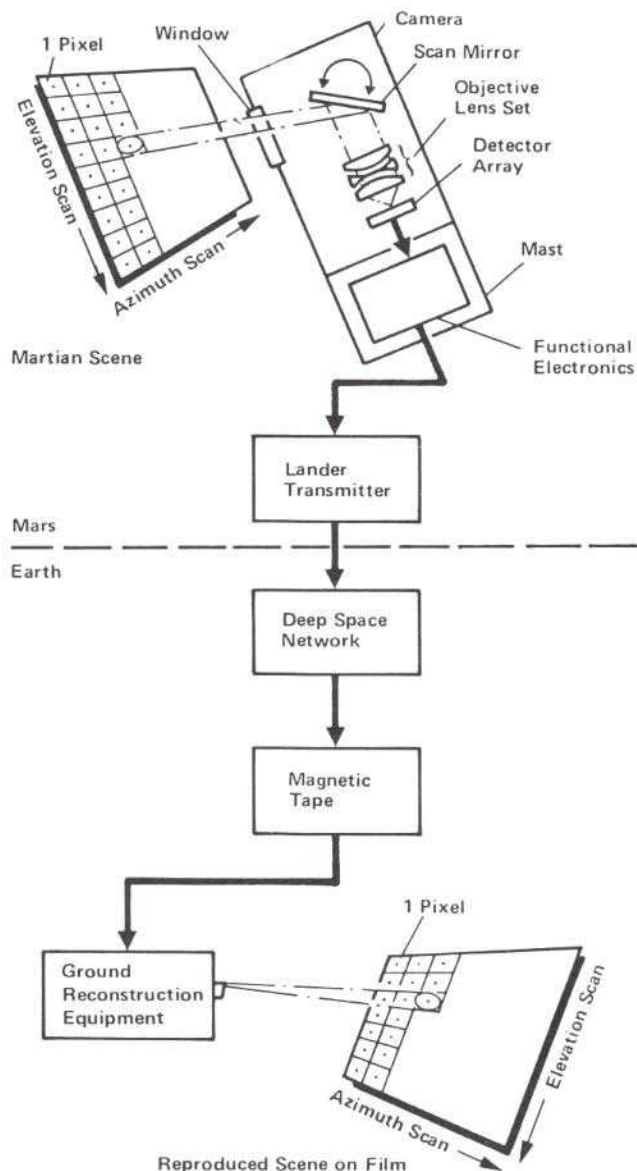 Camera
Window
Scan Mirror
1 Pixel
Objective
Lens Set
Detector
Array
Elevation Scan
Azimuth Scan
Mast
Martian Scene
Functional
Electronics
Lander
Transmitter
Mars
Earth
Deep Space
Network
Magnetic
Tape
1 Pixel
Ground
Reconstruction
Equipment
Elevation Scan
Azimuth Scan
Reproduced Scene on Film